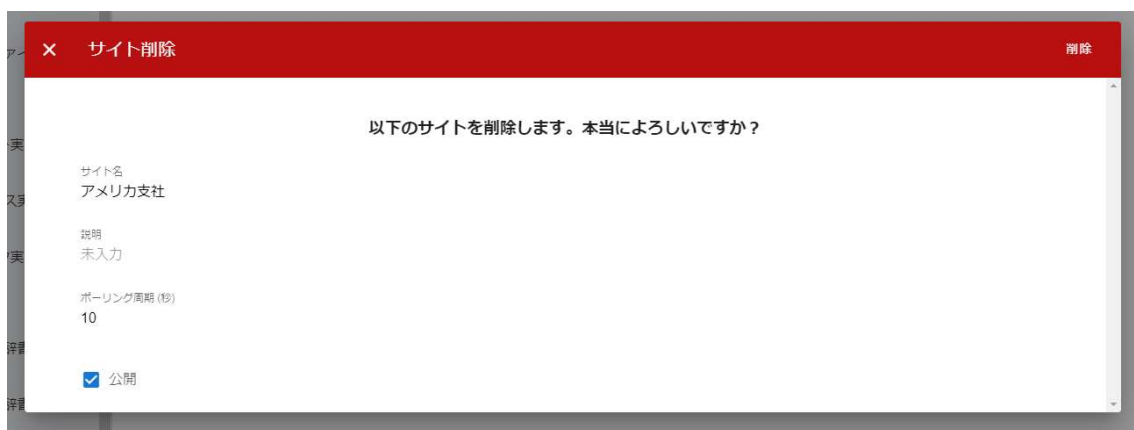 サイト削除
削除
以下のサイトを削除します。本当によろしいですか？
サイト名
アメリカ支社
説明
未入力
ポーリング周期 (秒)
10
公開